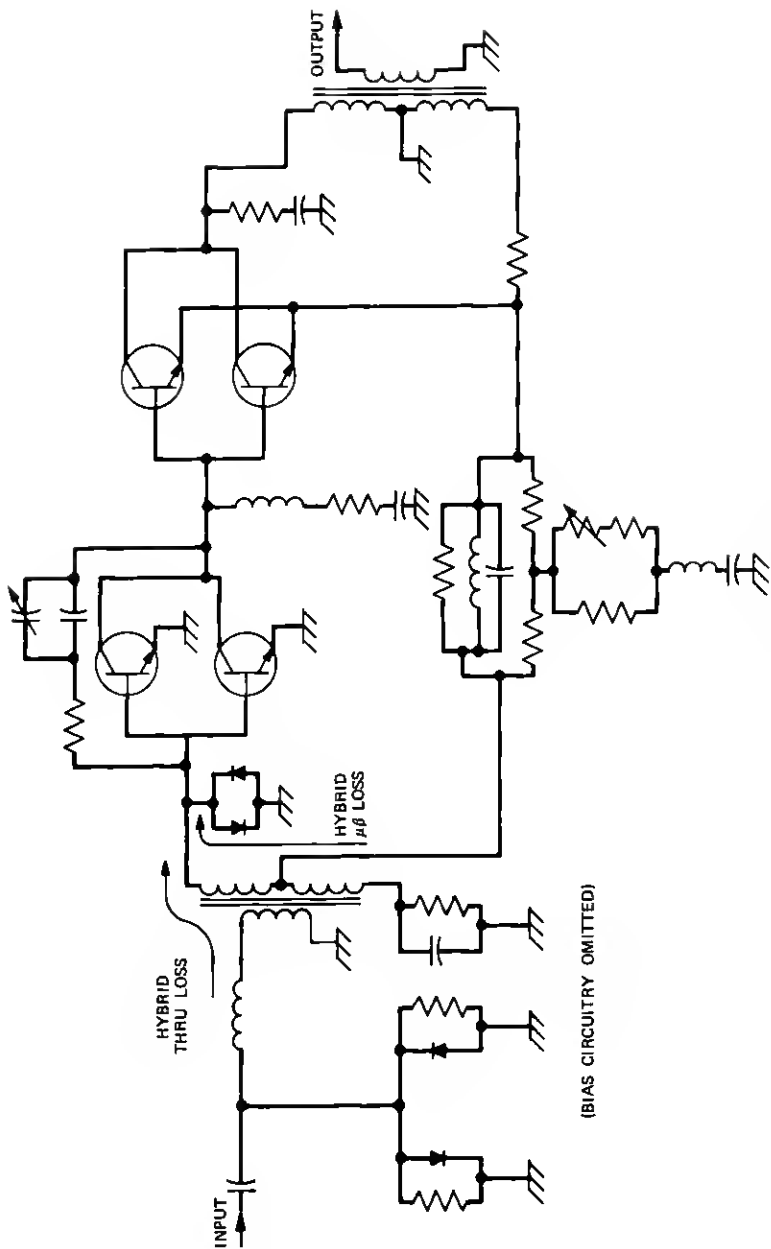 INPUT
HYBRID
THRU LOSS
HYBRID
μβ LOSS
OUTPUT
(BIAS CIRCUITRY OMITTED)